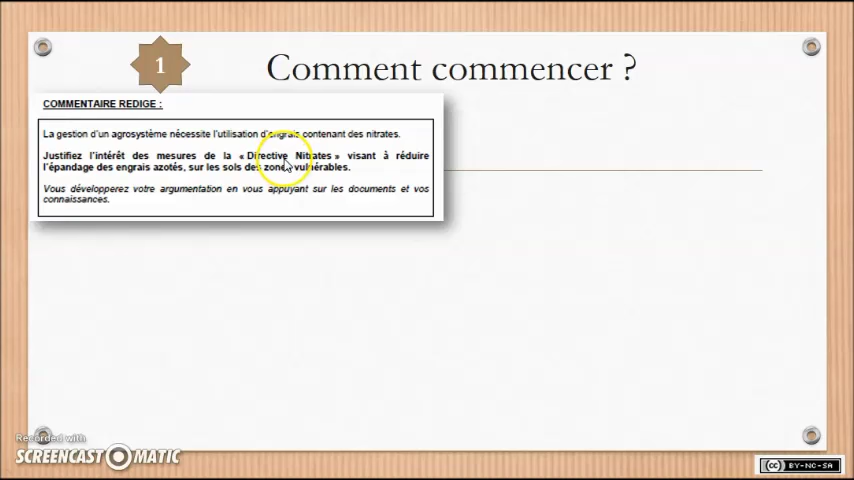 1
Comment commencer ?
COMMENTAIRE REDIGE :
La gestion d'un agrosystème nécessite l'utilisation d'engrais contenant des nitrates.
Justifiez l'intérêt des mesures de la « Directive Nitrates » visant à réduire
l'épandage des engrais azotés, sur les sols des zones vulnérables.
Vous développerez votre argumentation en vous appuyant sur les documents et vos
connaissances.
Recorded with
SCREENCAST MATIC
cc BY-NC-SA